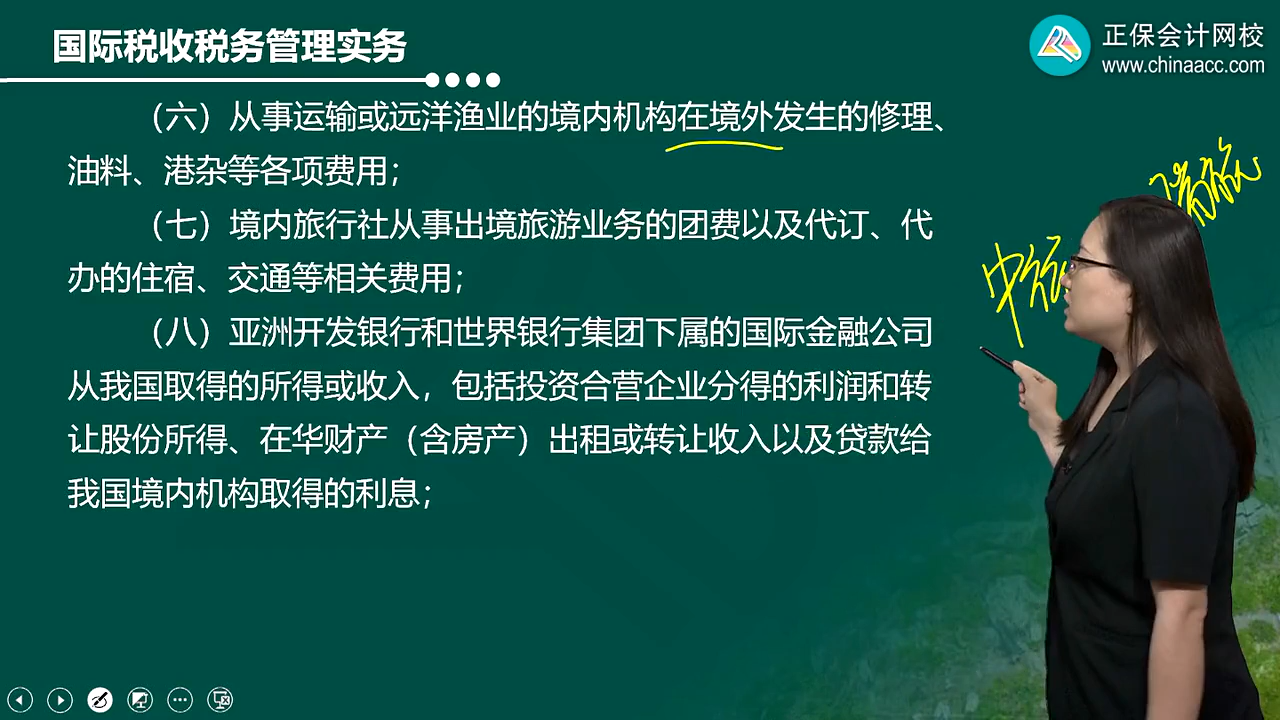 国际税收税务管理实务
正保会计网校
www.chinaacc.com
（六）从事运输或远洋渔业的境内机构在境外发生的修理、
油料、港杂等各项费用；
（七）境内旅行社从事出境旅游业务的团费以及代订、代
办的住宿、交通等相关费用；
（八）亚洲开发银行和世界银行集团下属的国际金融公司
从我国取得的所得或收入，包括投资合营企业分得的利润和转
让股份所得、在华财产（含房产）出租或转让收入以及贷款给
我国境内机构取得的利息；